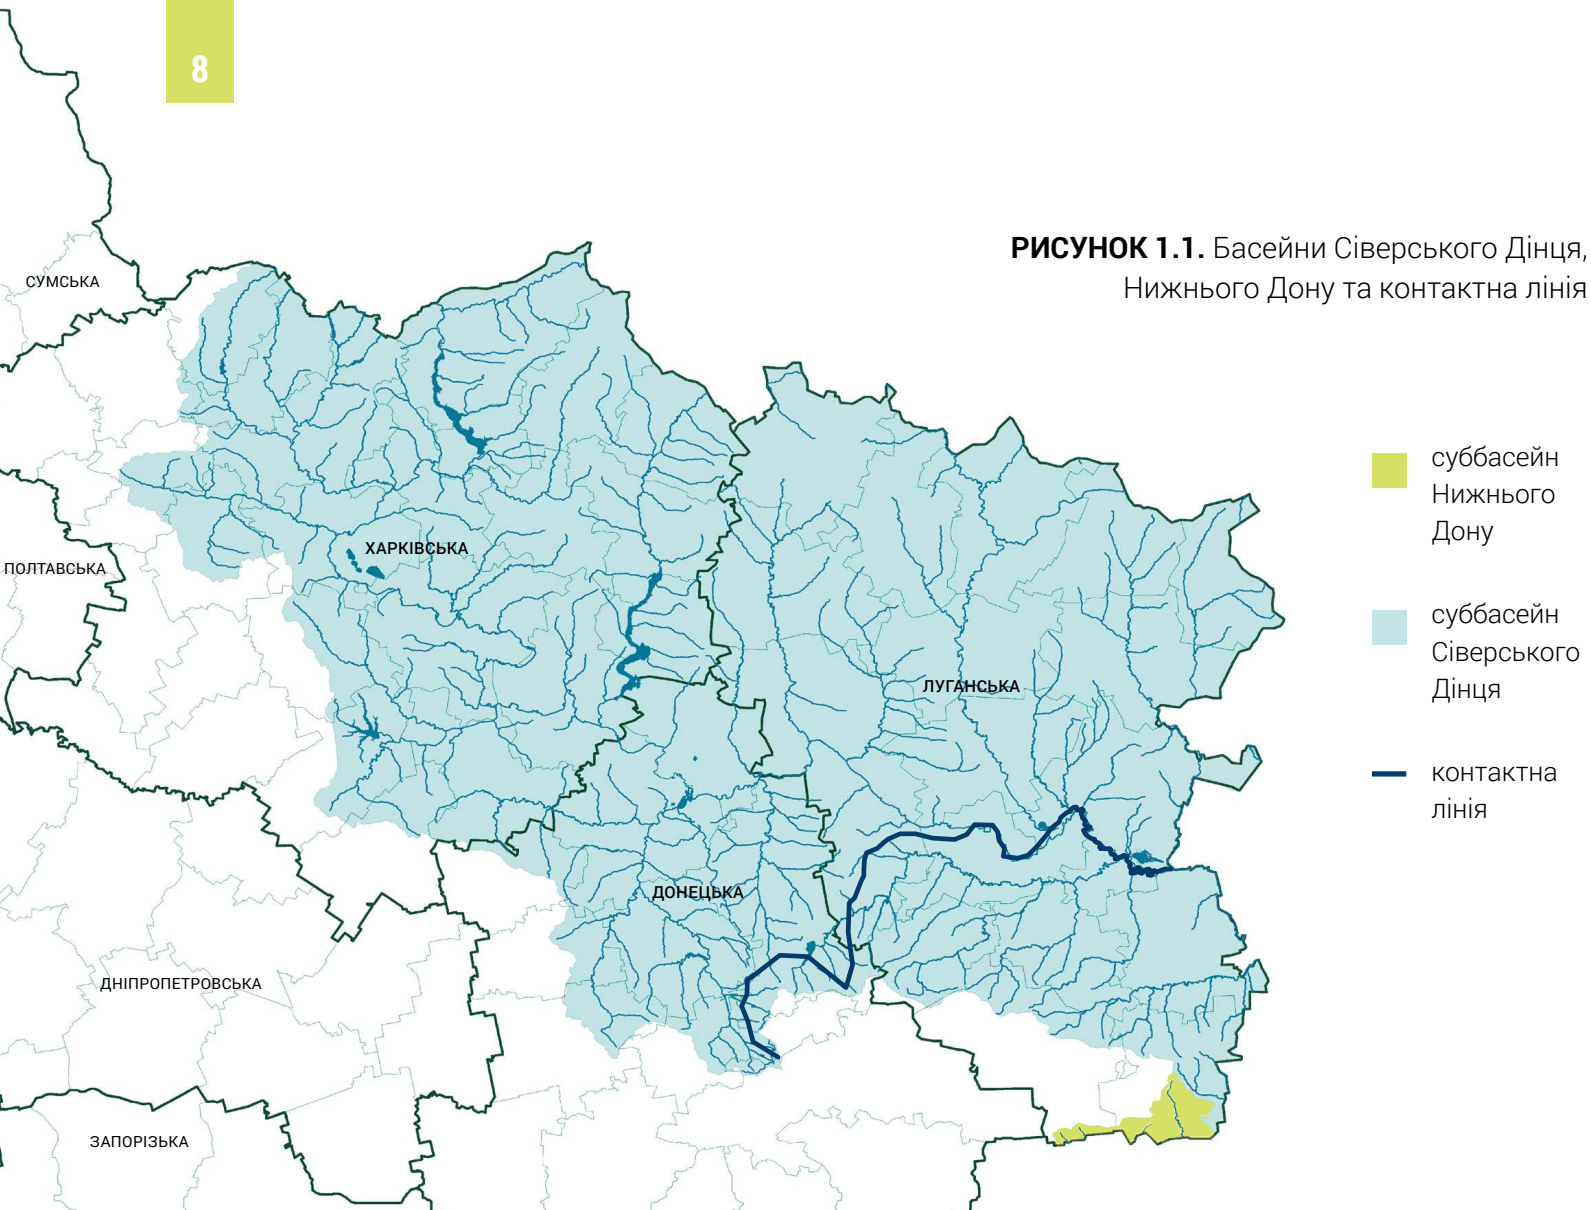 8
РИСУНОК 1.1. Басейни Сіверського Дінця,
Нижнього Дону та контактна лінія
СУМСЬКА
ХАРКІВСЬКА
ПОЛТАВСЬКА
ЛУГАНСЬКА
ДОНЕЦЬКА
ДНІПРОПЕТРОВСЬКА
ЗАПОРІЗЬКА
суббасейн
Нижнього
Дону
суббасейн
Сіверського
Дінця
контактна
лінія